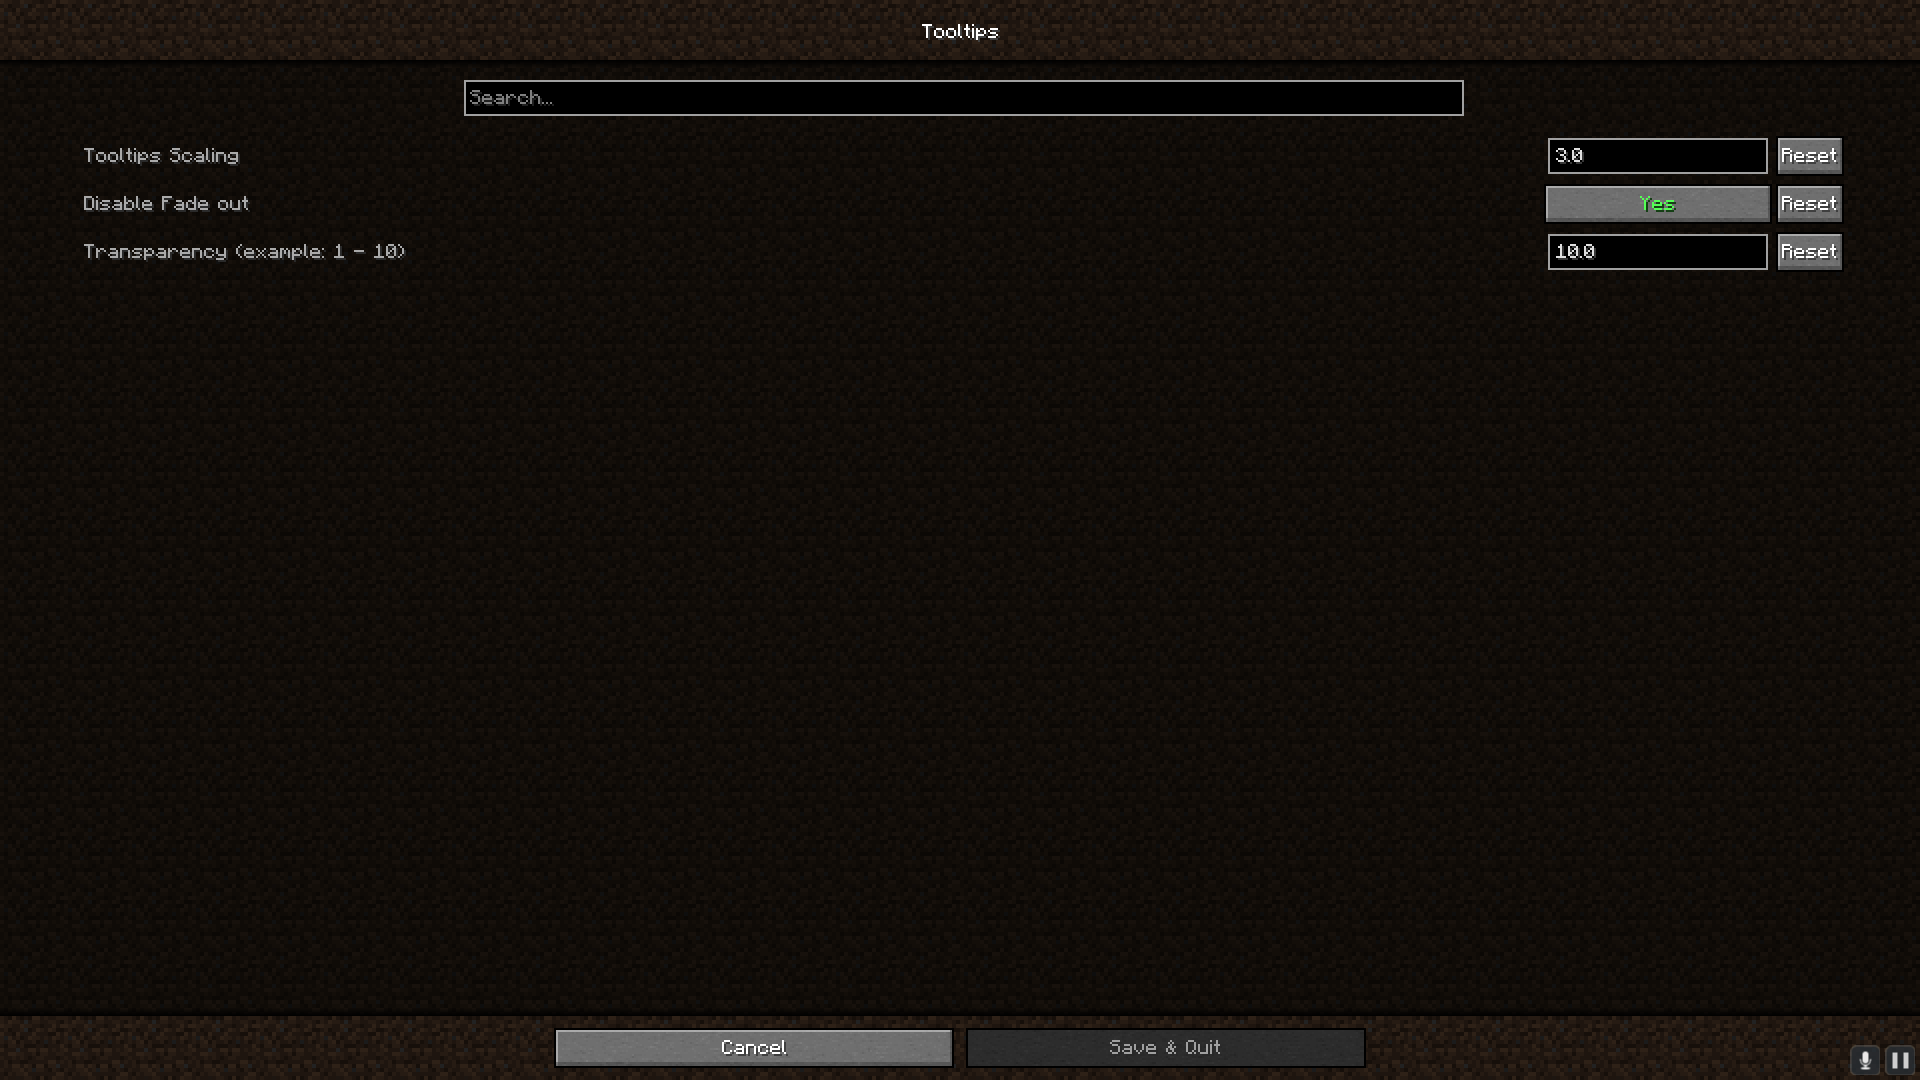 Tooltips
Search...
Tooltips Scaling 3.0 Reset
Disable Fade out Yes Reset
Transparency (example: 1 - 10) 10.0 Reset
Cancel Save & Quit